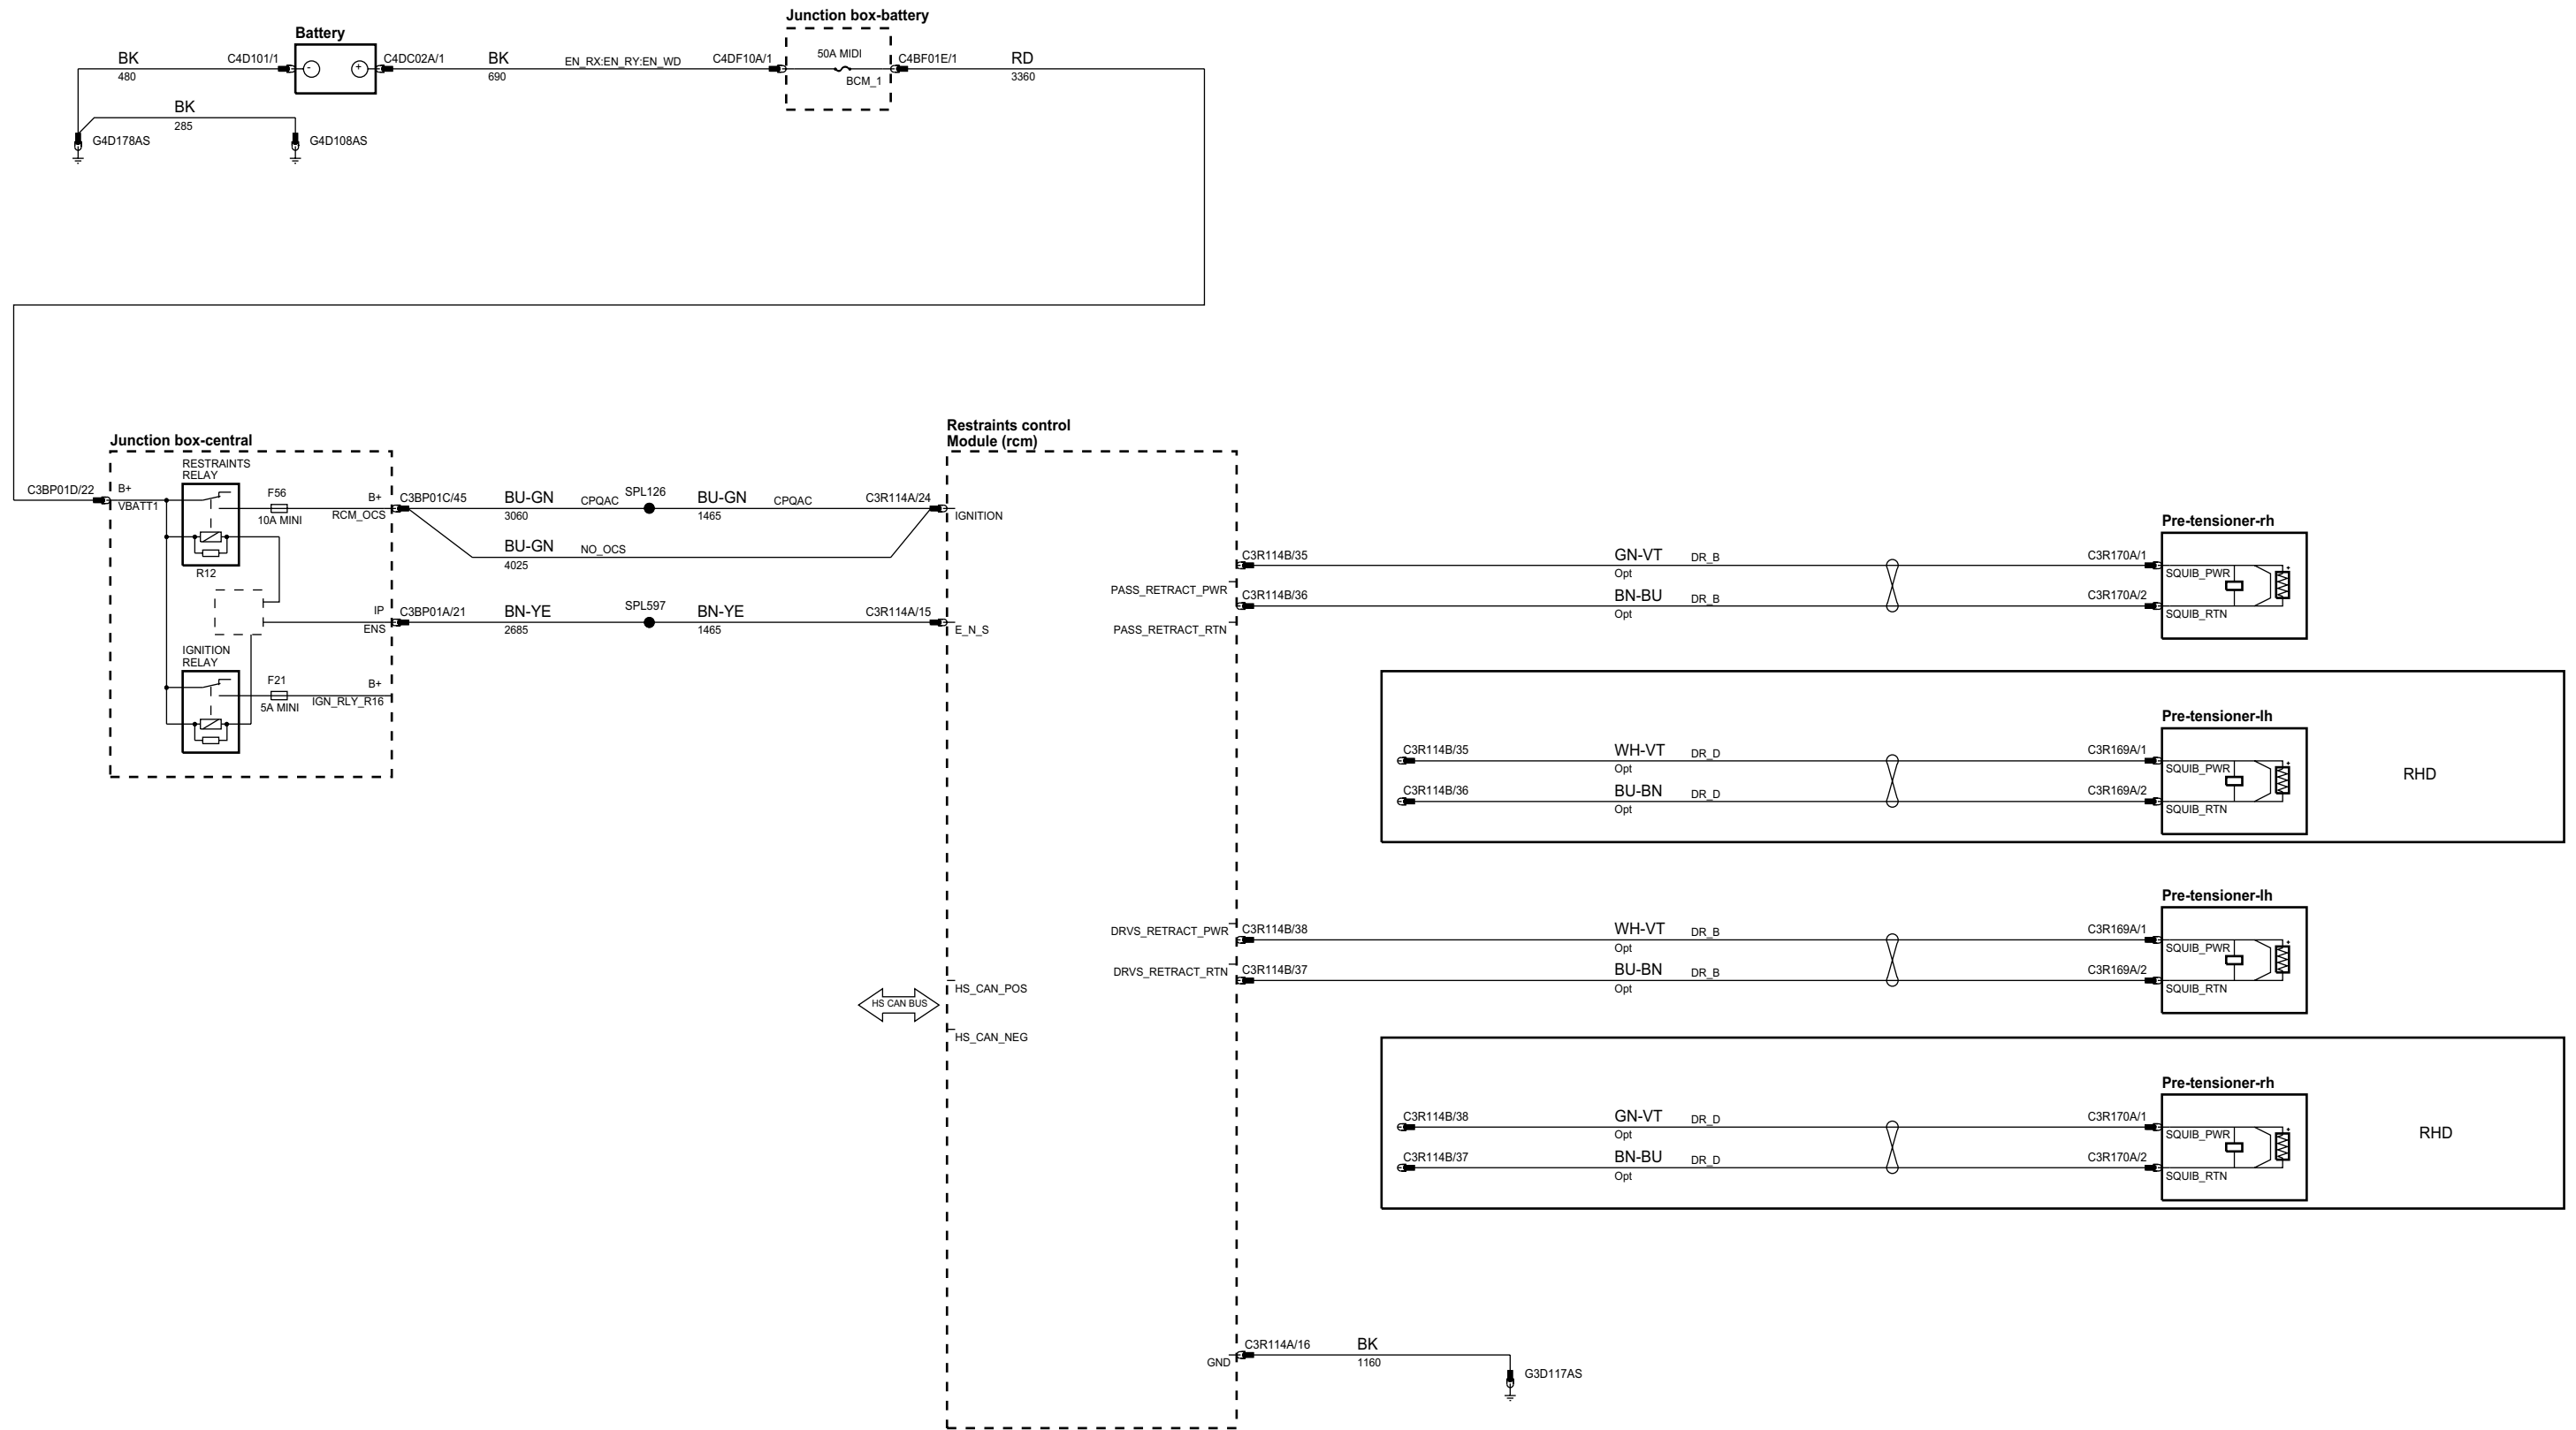 Junction box-battery
Battery
BK
480
C4D101/1
-
+
C4DC02A/1
BK
690
EN_RX:EN_RY:EN_WD
C4DF10A/1
50A MIDI
BCM_1
C4BF01E/1
RD
3360
BK
285
G4D178AS
G4D108AS
Restraints control
Module (rcm)
Junction box-central
RESTRAINTS
RELAY
C3BP01D/22
B+
VBATT1
F56
10A MINI
B+
RCM_OCS
C3BP01C/45
BU-GN
3060
CPQAC
SPL126
BU-GN
1465
CPQAC
C3R114A/24
IGNITION
BU-GN
4025
NO_OCS
R12
IP
ENS
C3BP01A/21
BN-YE
2685
SPL597
BN-YE
1465
C3R114A/15
E_N_S
IGNITION
RELAY
F21
5A MINI
B+
IGN_RLY_R16
Pre-tensioner-rh
C3R114B/35
GN-VT
Opt
DR_B
C3R170A/1
SQUIB_PWR
+
PASS_RETRACT_PWR
C3R114B/36
BN-BU
Opt
DR_B
C3R170A/2
SQUIB_RTN
PASS_RETRACT_RTN
Pre-tensioner-lh
C3R114B/35
WH-VT
Opt
DR_D
C3R169A/1
SQUIB_PWR
+
RHD
C3R114B/36
BU-BN
Opt
DR_D
C3R169A/2
SQUIB_RTN
Pre-tensioner-lh
DRVS_RETRACT_PWR
C3R114B/38
WH-VT
Opt
DR_B
C3R169A/1
SQUIB_PWR
+
DRVS_RETRACT_RTN
C3R114B/37
BU-BN
Opt
DR_B
C3R169A/2
SQUIB_RTN
HS CAN BUS
HS_CAN_POS
HS_CAN_NEG
Pre-tensioner-rh
C3R114B/38
GN-VT
Opt
DR_D
C3R170A/1
SQUIB_PWR
+
RHD
C3R114B/37
BN-BU
Opt
DR_D
C3R170A/2
SQUIB_RTN
GND
C3R114A/16
BK
1160
G3D117AS